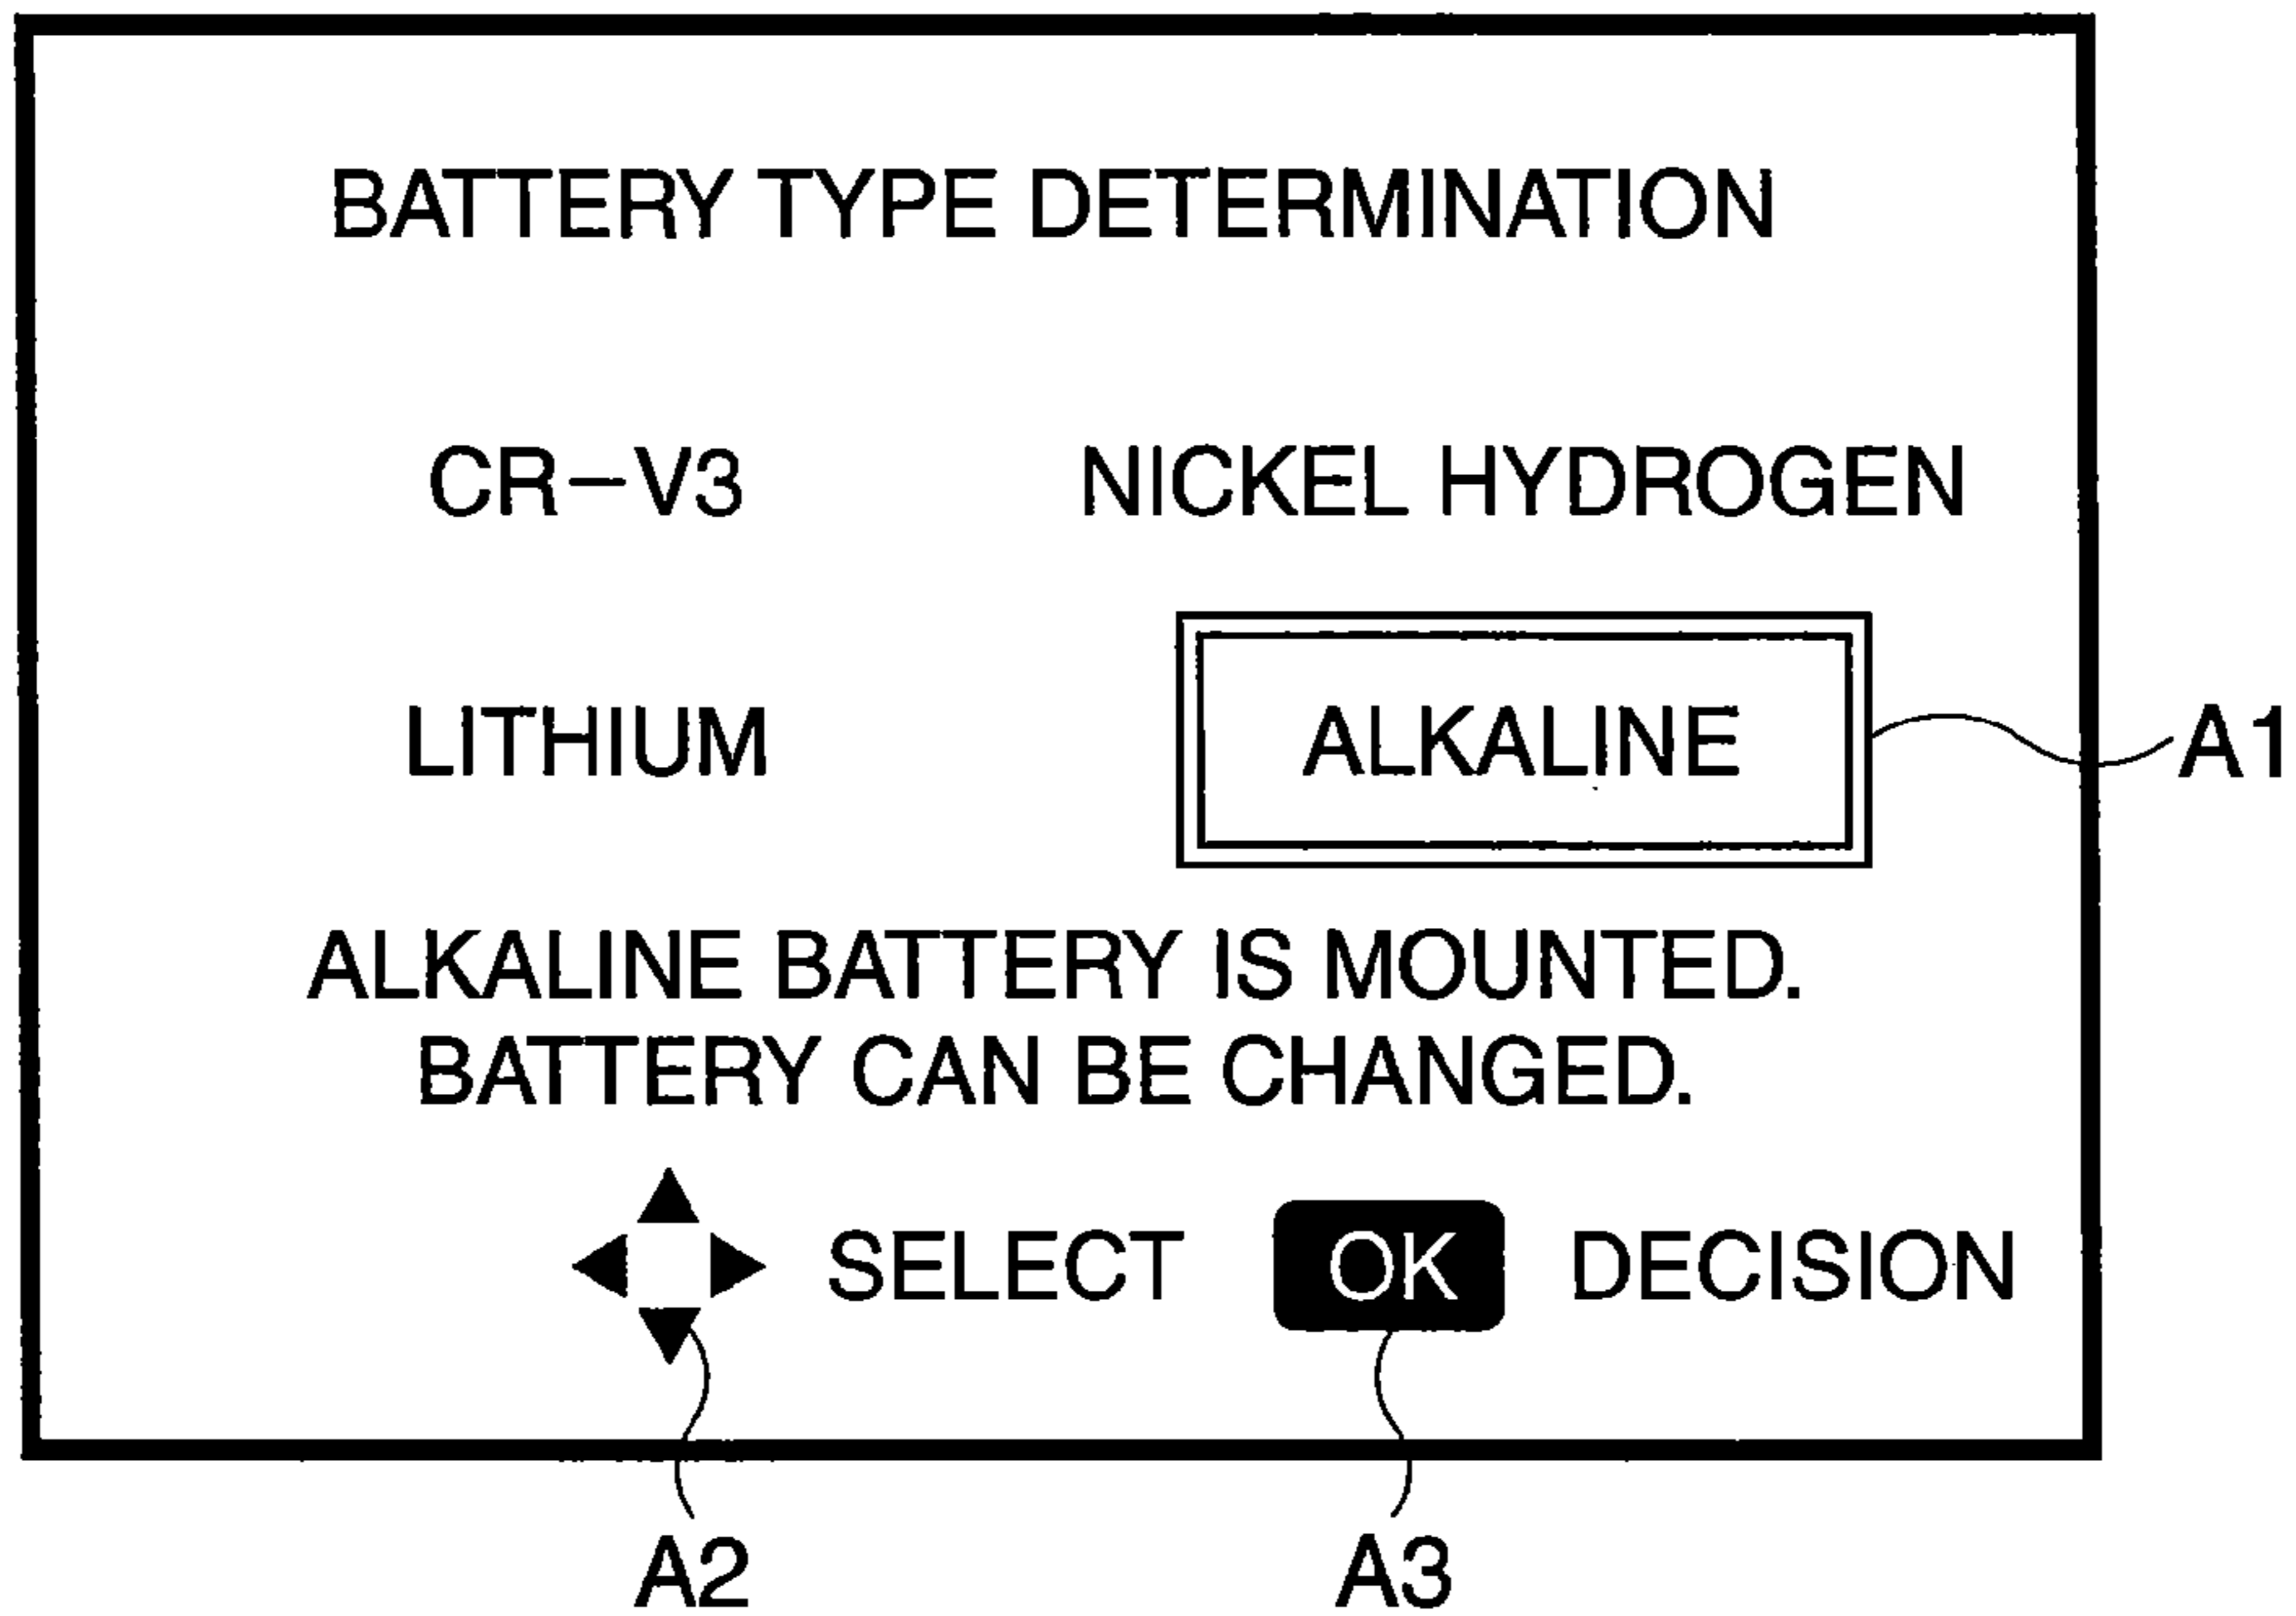 BATTERY TYPE DETERMINATION
CR–V3 NICKEL HYDROGEN
LITHIUM ALKALINE A1
ALKALINE BATTERY IS MOUNTED.
BATTERY CAN BE CHANGED.
SELECT OK DECISION
A2 A3